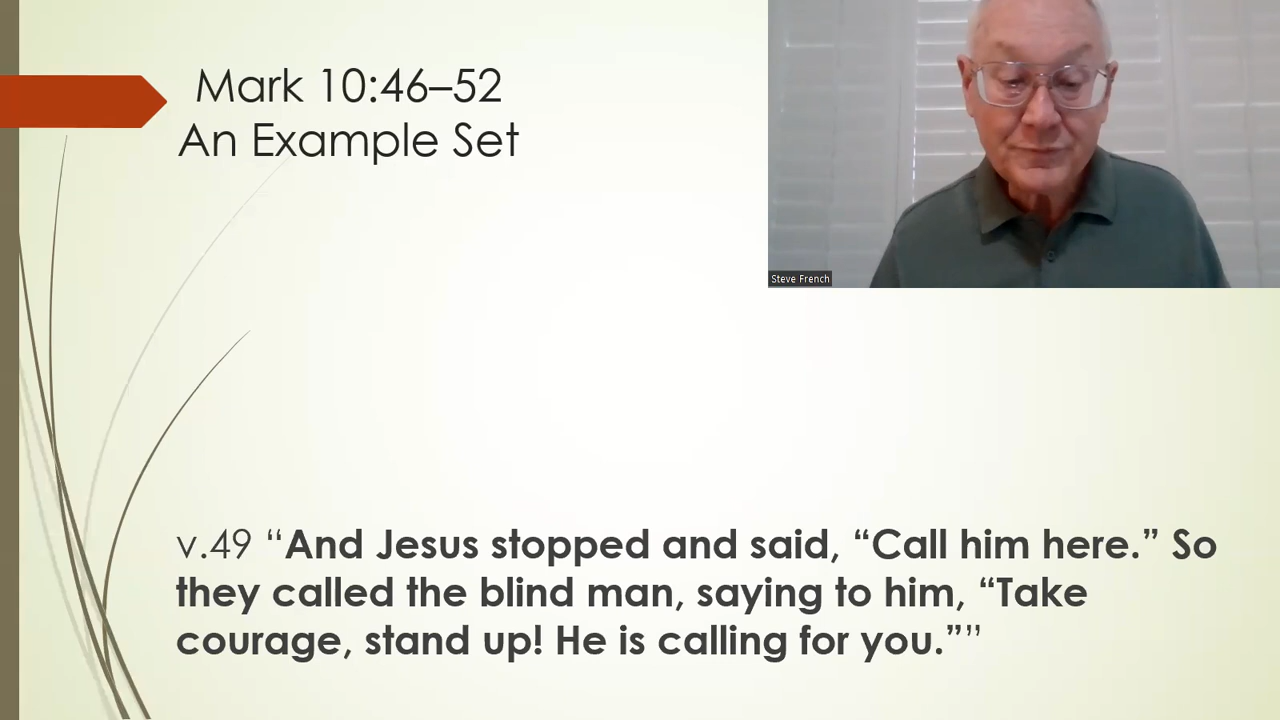 Mark 10:46–52
An Example Set
Steve French
v.49 “And Jesus stopped and said, “Call him here.” So
they called the blind man, saying to him, “Take
courage, stand up! He is calling for you.””